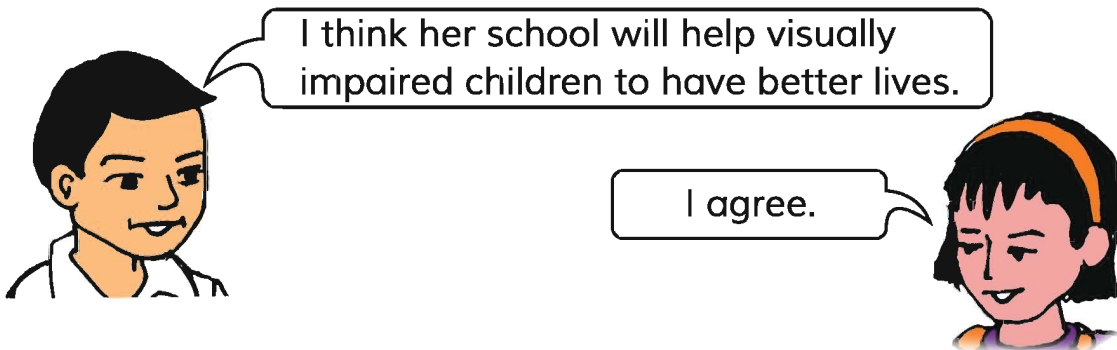 I think her school will help visually
impaired children to have better lives.
I agree.